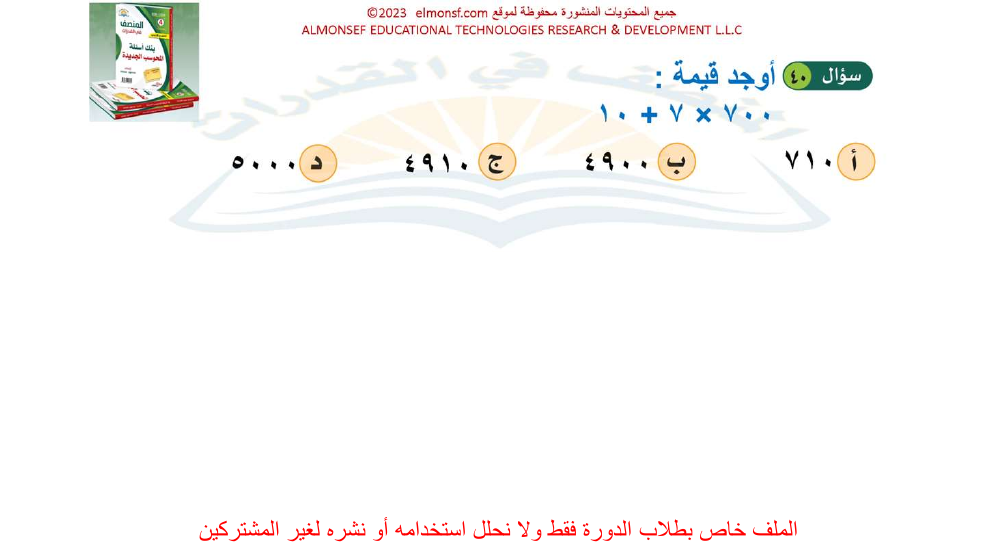 جميع المحتويات المنشورة محفوظة لموقع elmonsf.com ©2023
ALMONSEF EDUCATIONAL TECHNOLOGIES RESEARCH & DEVELOPMENT L.L.C
المنصف
بنك أسئلة
المحوسب الجديدة
سؤال ٤٠ أوجد قيمة :
٧٠٠ × ٧ + ١٠
أ ٧١٠ ب ٤٩٠٠ ج ٤٩١٠ د ٥٠٠٠
الملف خاص بطلاب الدورة فقط ولا نحلل استخدامه أو نشره لغير المشتركين